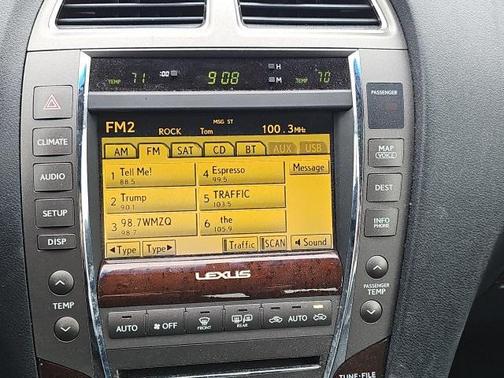 TEMP 71 :00 908 H M TEMP 70
PASSENGER
FM2 ROCK MSG ST Tom 100.3MHz
AM FM SAT CD BT AUX USB
1 Tell Me! 88.5 4 Espresso 99.5 Message
2 Trump 90.1 5 TRAFFIC 103.5
3 98.7WMZQ 98.7 6 the 105.9
◀Type Type▶ Traffic SCAN Sound
CLIMATE
AUDIO
SETUP
DISP
TEMP
MAP
VOICE
DEST
INFO
PHONE
PASSENGER
TEMP
LEXUS
AUTO OFF FRONT REAR AUTO
TUNE·FILE